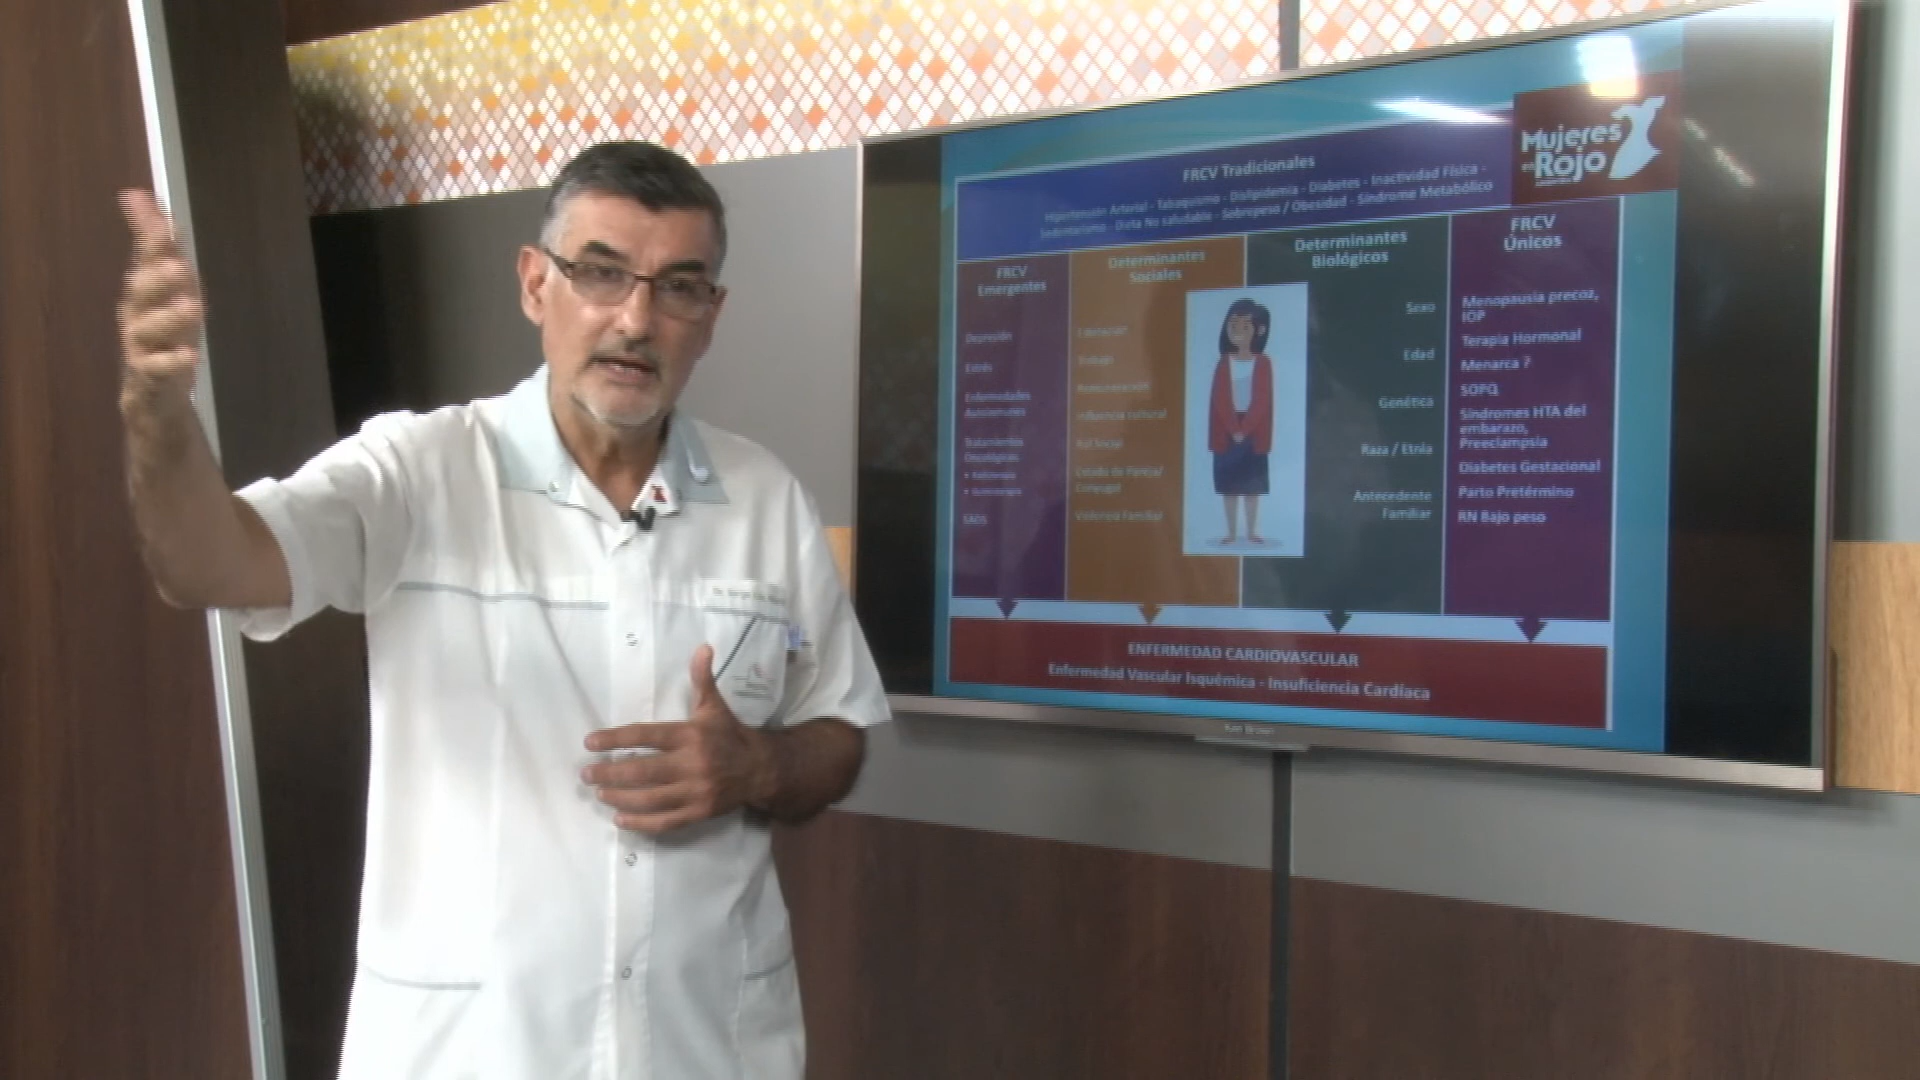 Mujeres
en
Rojo
FRCV Tradicionales
Hipertensión Arterial - Tabaquismo - Dislipidemia - Diabetes - Inactividad Física -
Sedentarismo - Dieta No saludable - Sobrepeso / Obesidad - Síndrome Metabólico
FRCV
Emergentes
Depresión
Estrés
Enfermedades
Autoinmunes
Tratamientos
Oncológicos
• Radioterapia
• Quimioterapia
Determinantes
Sociales
Educación
Trabajo
Remuneración
Influencia cultural
Rol Social
Estado de Pareja/
Conyugal
Violencia Familiar
Determinantes
Biológicos
Sexo
Edad
Genética
Raza / Etnia
Antecedente
Familiar
FRCV
Únicos
Menopausia precoz,
IOP
Terapia Hormonal
Menarca ?
SOPQ
Síndromes HTA del
embarazo,
Preeclampsia
Diabetes Gestacional
Parto Pretérmino
RN Bajo peso
ENFERMEDAD CARDIOVASCULAR
Enfermedad Vascular Isquémica - Insuficiencia Cardíaca
Ken Brown